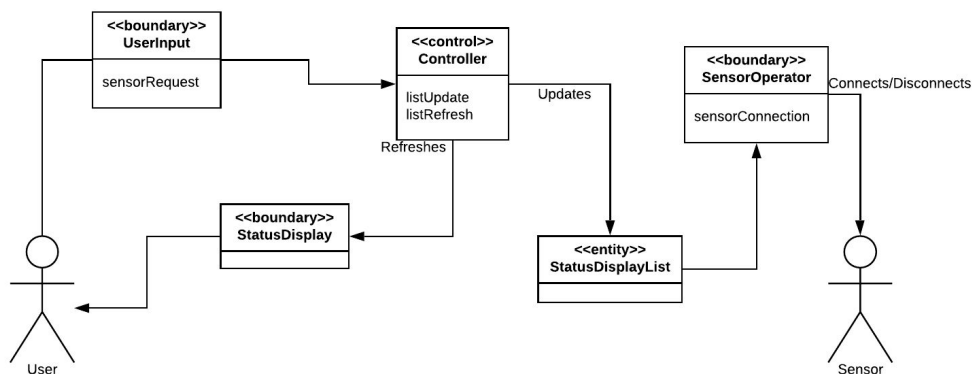 <<boundary>>
UserInput
sensorRequest
<<control>>
Controller
listUpdate
listRefresh
<<boundary>>
SensorOperator
sensorConnection
Connects/Disconnects
Updates
Refreshes
<<boundary>>
StatusDisplay
<<entity>>
StatusDisplayList
User
Sensor